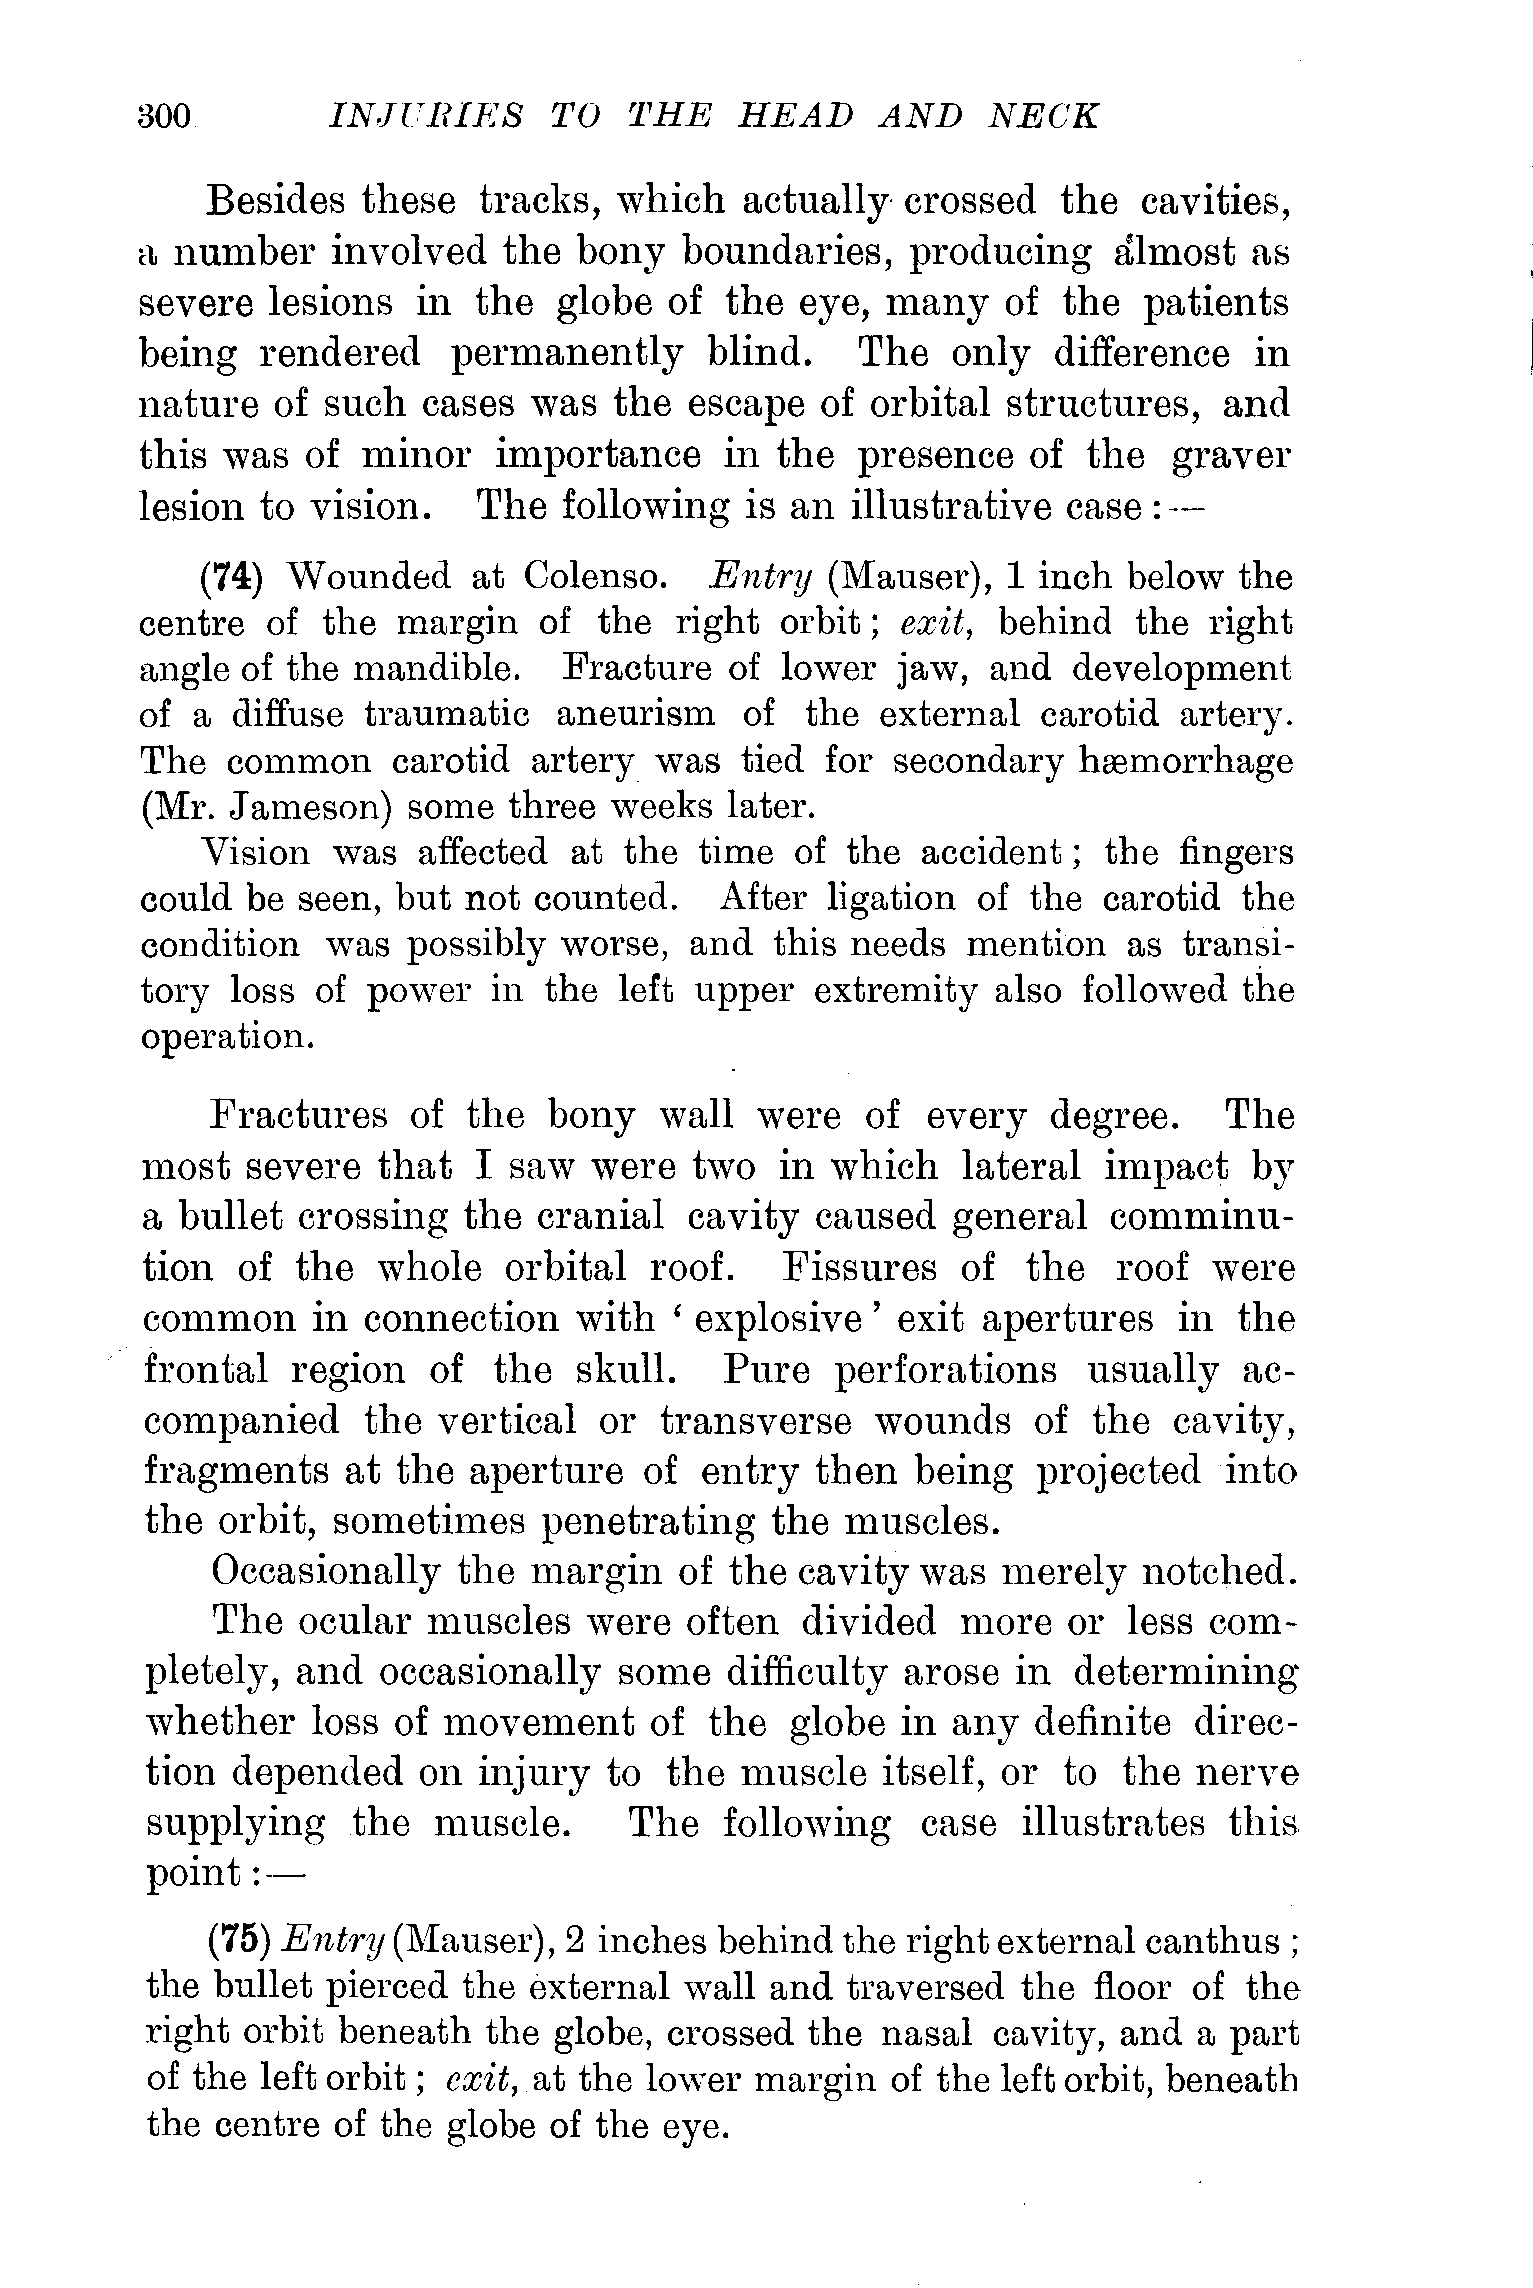 300 INJURIES TO THE HEAD AND NECK
Besides these tracks, which actually crossed the cavities,
a number involved the bony boundaries, producing almost as
severe lesions in the globe of the eye, many of the patients
being rendered permanently blind. The only difference in
nature of such cases was the escape of orbital structures, and
this was of minor importance in the presence of the graver
lesion to vision. The following is an illustrative case :—
(74) Wounded at Colenso. Entry (Mauser), 1 inch below the
centre of the margin of the right orbit ; exit, behind the right
angle of the mandible. Fracture of lower jaw, and development
of a diffuse traumatic aneurism of the external carotid artery.
The common carotid artery was tied for secondary hæmorrhage
(Mr. Jameson) some three weeks later.
Vision was affected at the time of the accident ; the fingers
could be seen, but not counted. After ligation of the carotid the
condition was possibly worse, and this needs mention as transi-
tory loss of power in the left upper extremity also followed the
operation.
Fractures of the bony wall were of every degree. The
most severe that I saw were two in which lateral impact by
a bullet crossing the cranial cavity caused general comminu-
tion of the whole orbital roof. Fissures of the roof were
common in connection with ‘ explosive ’ exit apertures in the
frontal region of the skull. Pure perforations usually ac-
companied the vertical or transverse wounds of the cavity,
fragments at the aperture of entry then being projected into
the orbit, sometimes penetrating the muscles.
Occasionally the margin of the cavity was merely notched.
The ocular muscles were often divided more or less com-
pletely, and occasionally some difficulty arose in determining
whether loss of movement of the globe in any definite direc-
tion depended on injury to the muscle itself, or to the nerve
supplying the muscle. The following case illustrates this
point :—
(75) Entry (Mauser), 2 inches behind the right external canthus ;
the bullet pierced the external wall and traversed the floor of the
right orbit beneath the globe, crossed the nasal cavity, and a part
of the left orbit ; exit, at the lower margin of the left orbit, beneath
the centre of the globe of the eye.